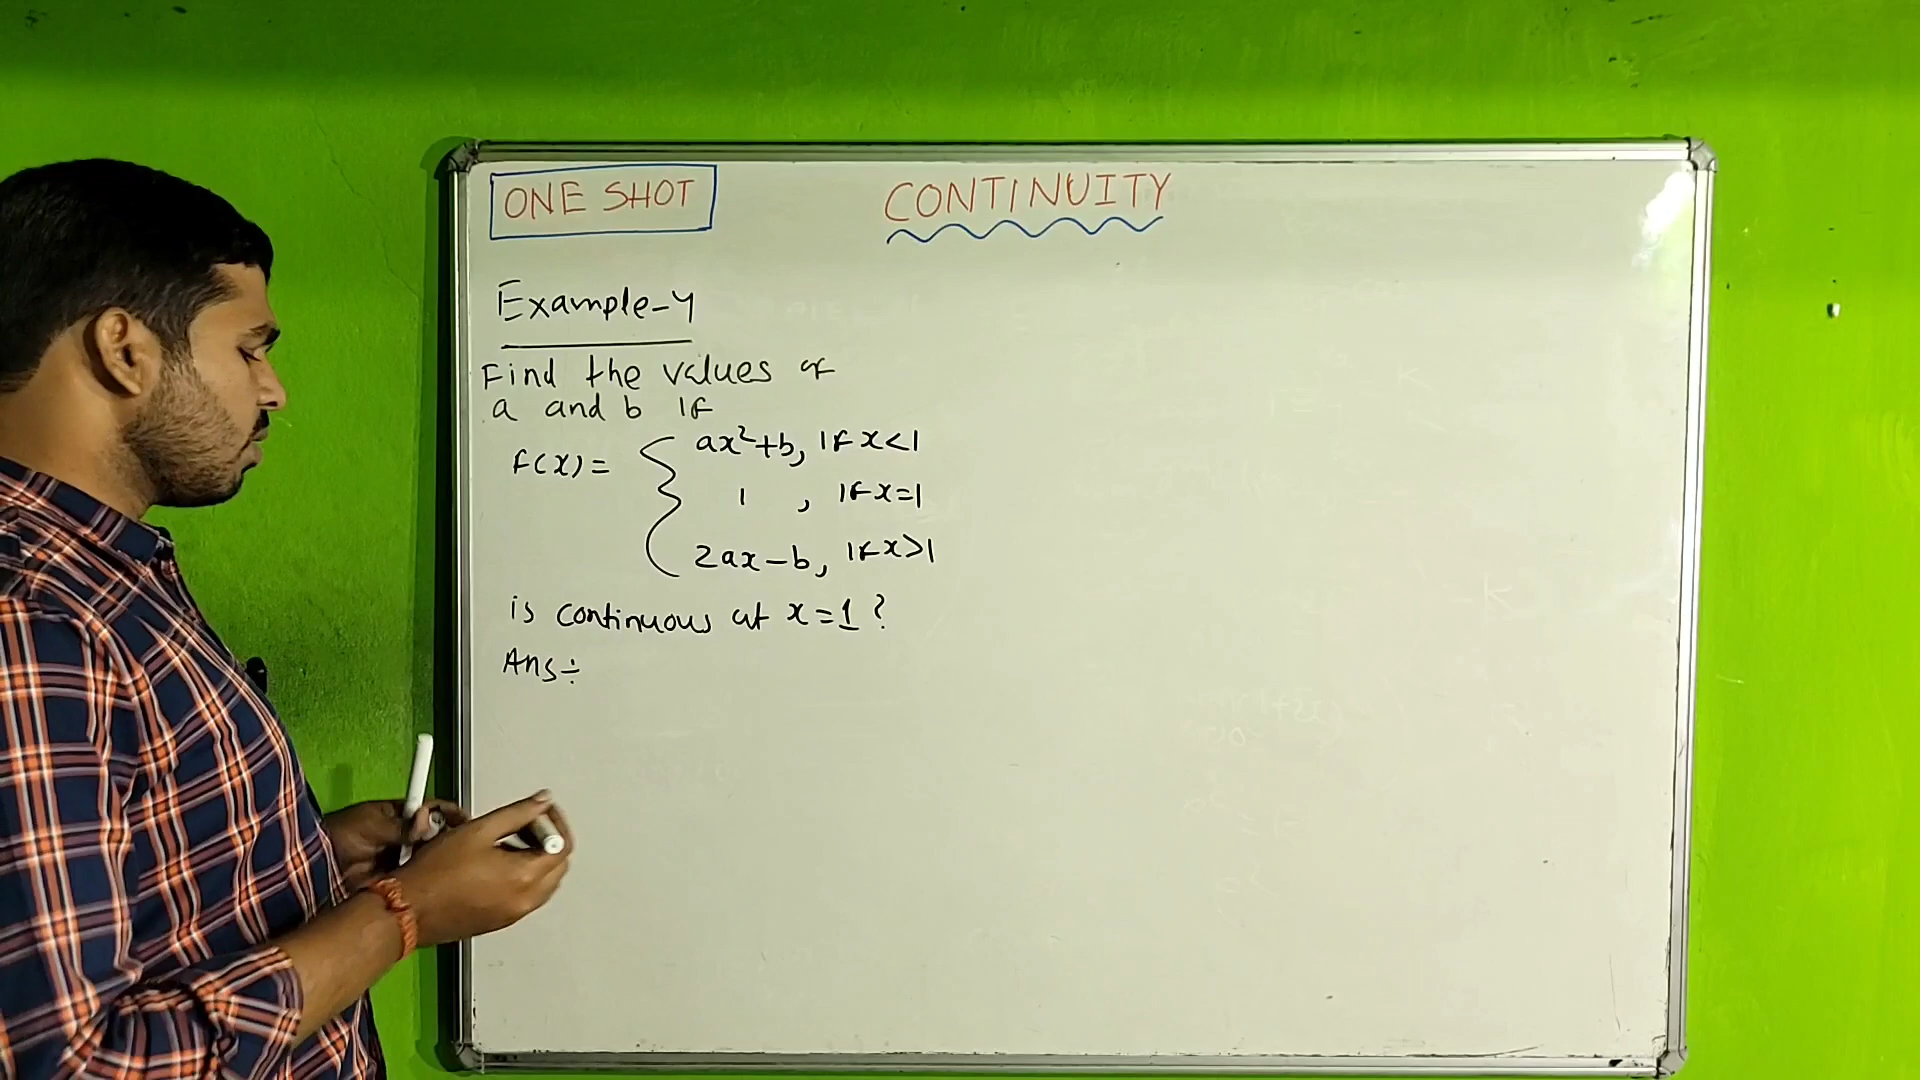 ONE SHOT
CONTINUITY
Example-4
Find the values of
a and b if
f(x)= { ax²+b, if x<1
1 , if x=1
2ax-b, if x>1
is continuous at x=1?
Ans÷